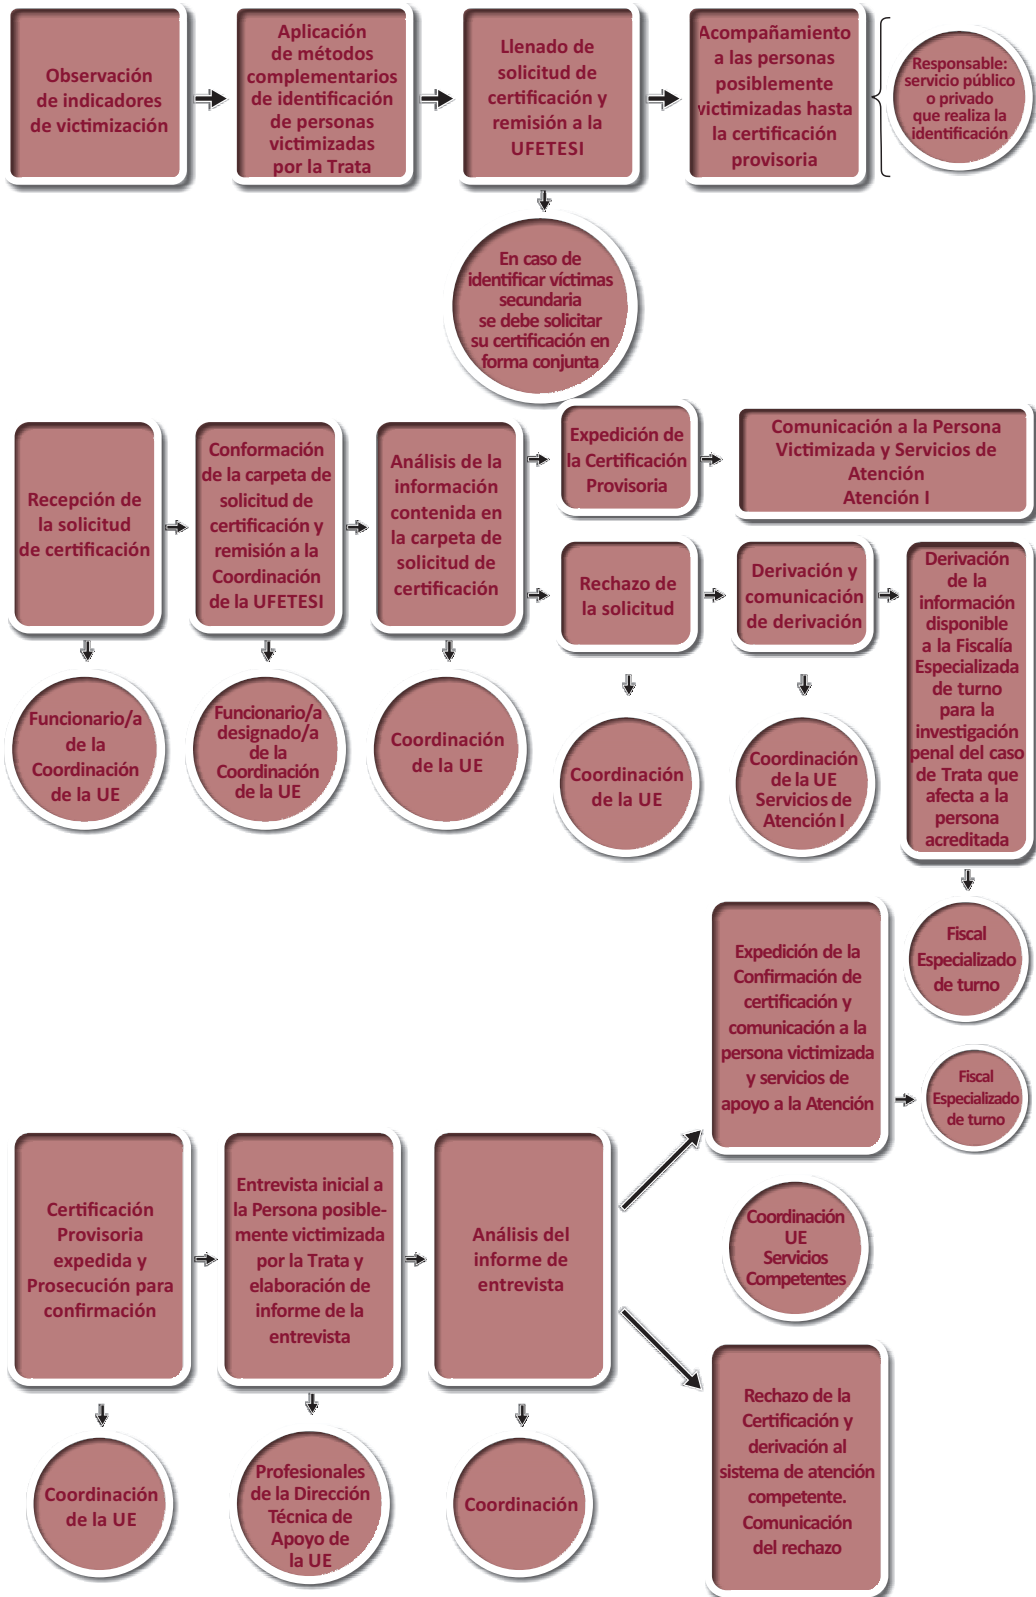 Observación
de indicadores
de victimización
Aplicación
de métodos
complementarios
de identificación
de personas
victimizadas
por la Trata
Llenado de
solicitud de
certificación y
remisión a la
UFETESI
Acompañamiento
a las personas
posiblemente
victimizadas hasta
la certificación
provisoria
Responsable:
servicio público
o privado
que realiza la
identificación
En caso de
identificar víctimas
secundaria
se debe solicitar
su certificación en
forma conjunta
Recepción de
la solicitud
de certificación
Conformación
de la carpeta de
solicitud de
certificación y
remisión a la
Coordinación
de la UFETESI
Análisis de la
información
contenida en
la carpeta de
solicitud de
certificación
Expedición de
la Certificación
Provisoria
Comunicación a la Persona
Victimizada y Servicios de
Atención
Atención I
Rechazo de
la solicitud
Derivación y
comunicación
de derivación
Derivación
de la
información
disponible
a la Fiscalía
Especializada
de turno
para la
investigación
penal del caso
de Trata que
afecta a la
persona
acreditada
Funcionario/a
de la
Coordinación
de la UE
Funcionario/a
designado/a
de la
Coordinación
de la UE
Coordinación
de la UE
Coordinación
de la UE
Coordinación
de la UE
Servicios de
Atención I
Fiscal
Especializado
de turno
Expedición de la
Confirmación de
certificación y
comunicación a la
persona victimizada
y servicios de
apoyo a la Atención
Fiscal
Especializado
de turno
Certificación
Provisoria
expedida y
Prosecución para
confirmación
Entrevista inicial a
la Persona posible-
mente victimizada
por la Trata y
elaboración de
informe de la
entrevista
Análisis del
informe de
entrevista
Coordinación
UE
Servicios
Competentes
Rechazo de la
Certificación y
derivación al
sistema de atención
competente.
Comunicación
del rechazo
Coordinación
de la UE
Profesionales
de la Dirección
Técnica de
Apoyo de
la UE
Coordinación